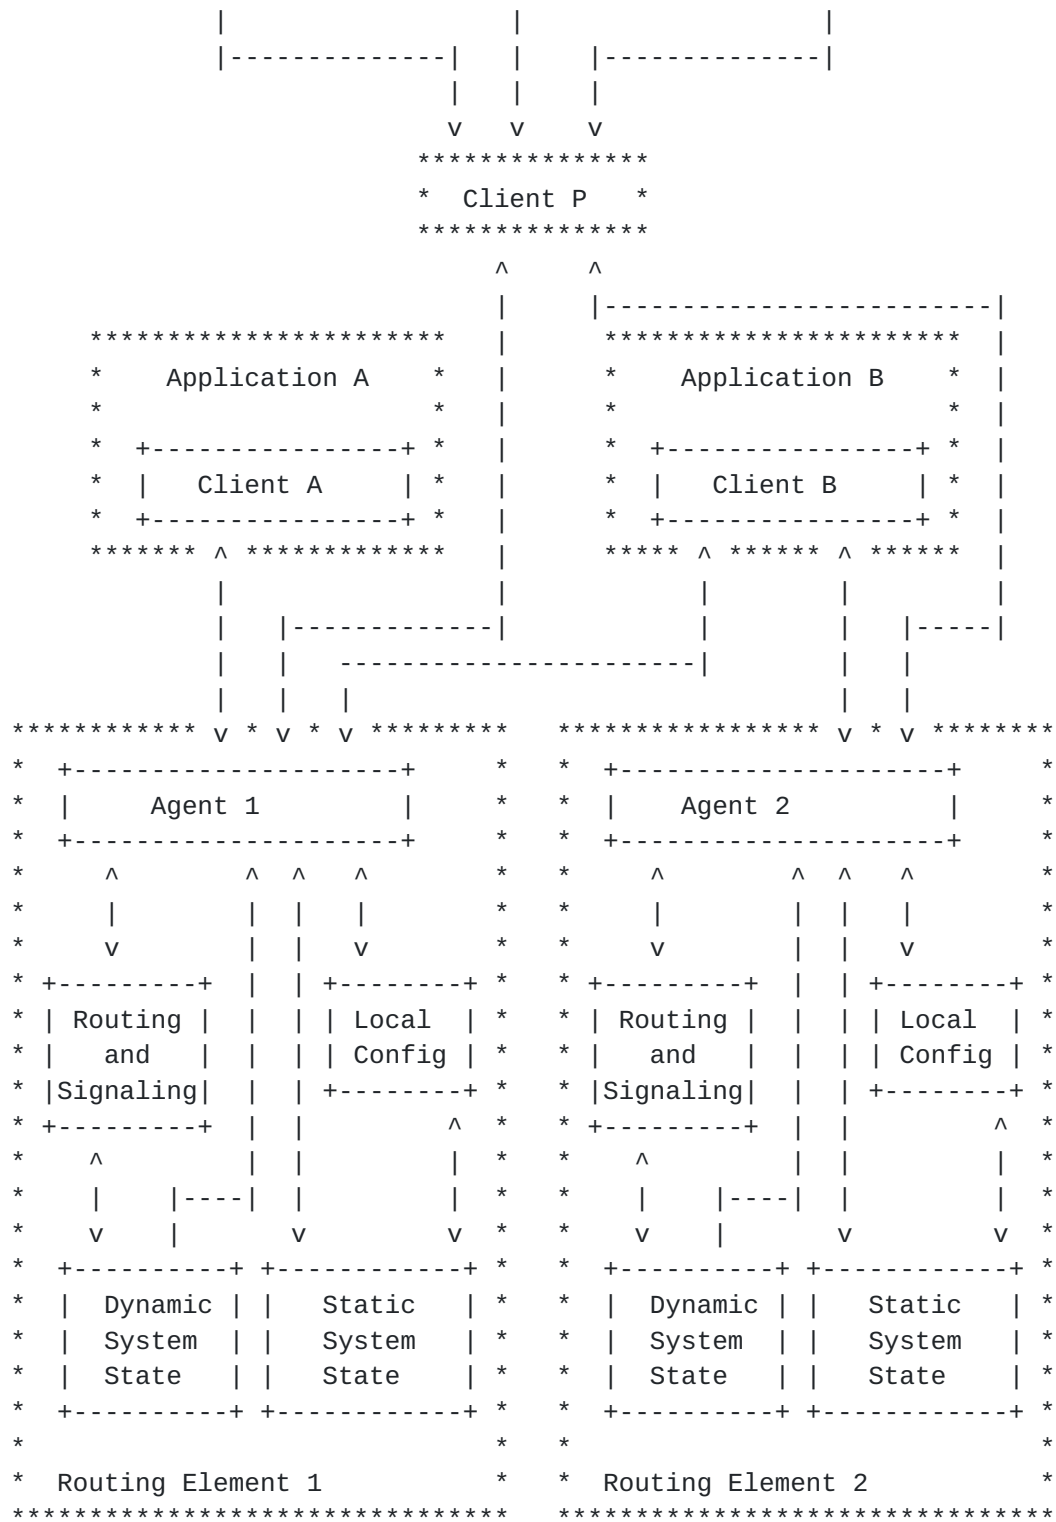 Client P
Application A Application B
Client A Client B
Agent 1 Agent 2
Routing Local Routing Local
and Config and Config
Signaling Signaling
Dynamic Static Dynamic Static
System System System System
State State State State
Routing Element 1 Routing Element 2